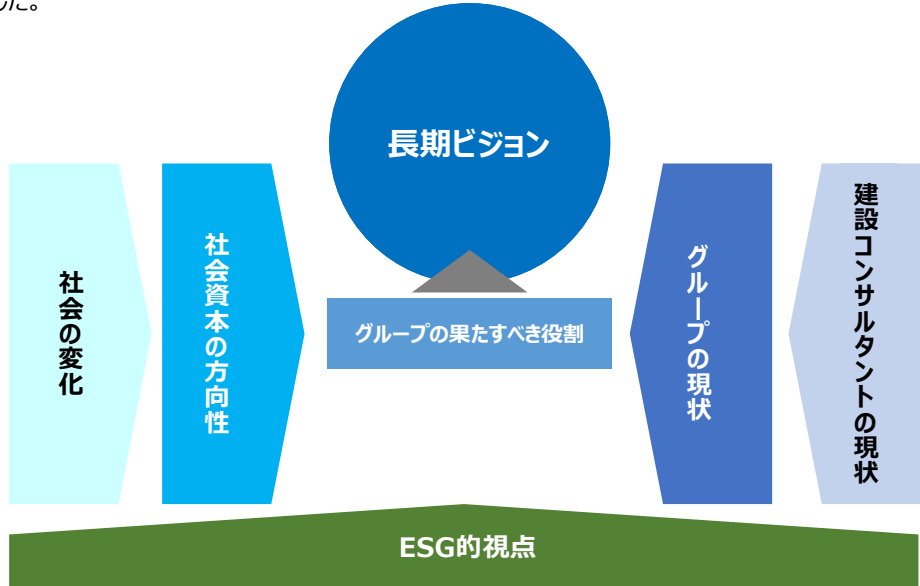 した。
長期ビジョン
社会の変化
社会資本の方向性
グループの果たすべき役割
グループの現状
建設コンサルタントの現状
ESG的視点